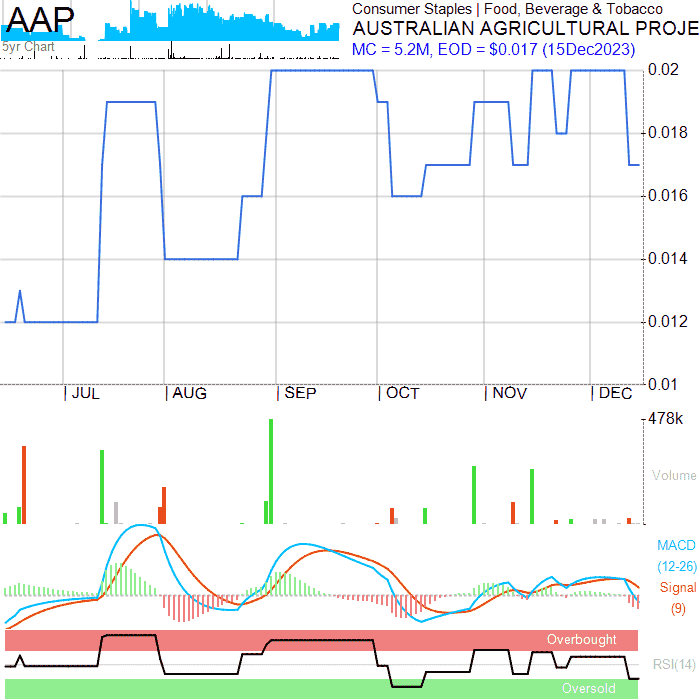 AAP
5yr Chart
Consumer Staples | Food, Beverage & Tobacco
AUSTRALIAN AGRICULTURAL PROJE
MC = 5.2M, EOD = $0.017 (15Dec2023)
0.02
0.018
0.016
0.014
0.012
0.01
JUL AUG SEP OCT NOV DEC
478k
Volume
MACD
(12-26)
Signal
(9)
Overbought
RSI(14)
Oversold